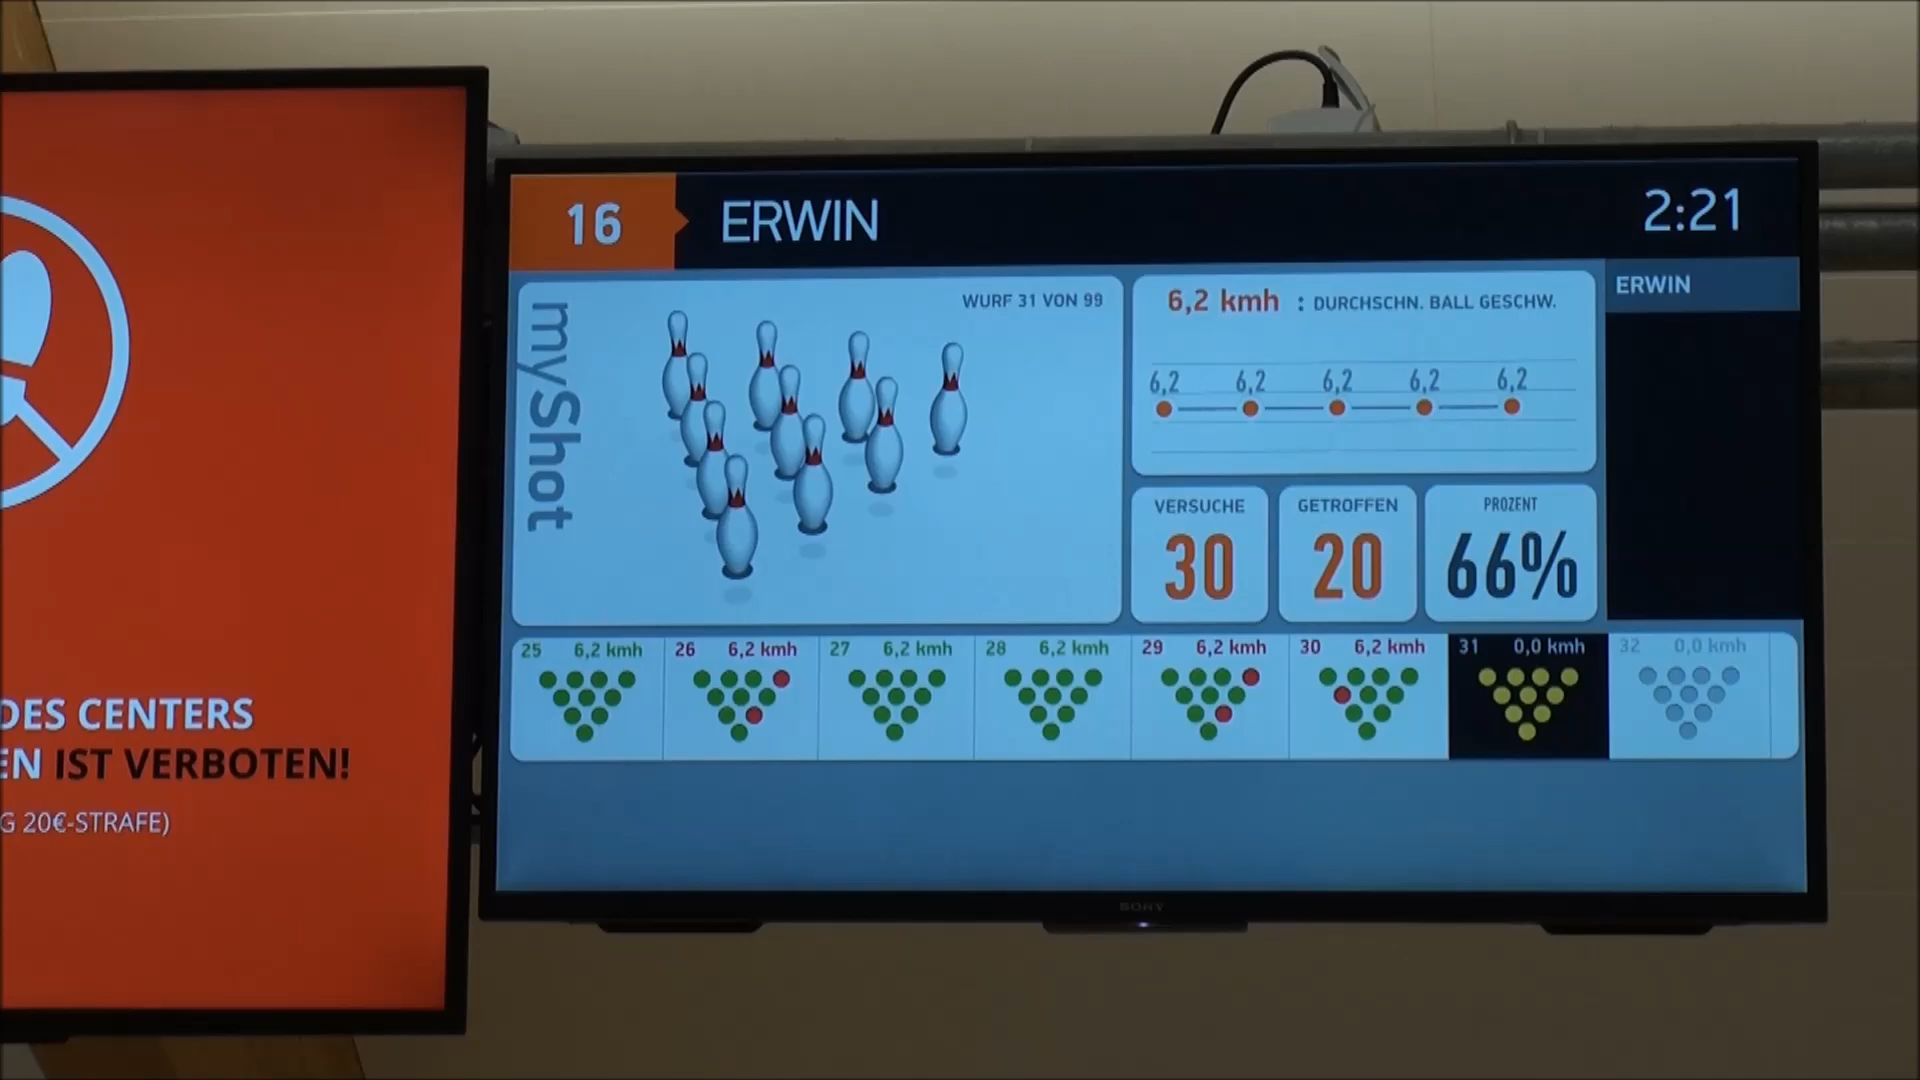 DES CENTERS
EN IST VERBOTEN!
G 20€-STRAFE)
16
ERWIN
2:21
ERWIN
myShot
WURF 31 VON 99
6,2 kmh : DURCHSCHN. BALL GESCHW.
6,2 6,2 6,2 6,2 6,2
VERSUCHE
30
GETROFFEN
20
PROZENT
66%
25 6,2 kmh
26 6,2 kmh
27 6,2 kmh
28 6,2 kmh
29 6,2 kmh
30 6,2 kmh
31 0,0 kmh
32 0,0 kmh
SONY